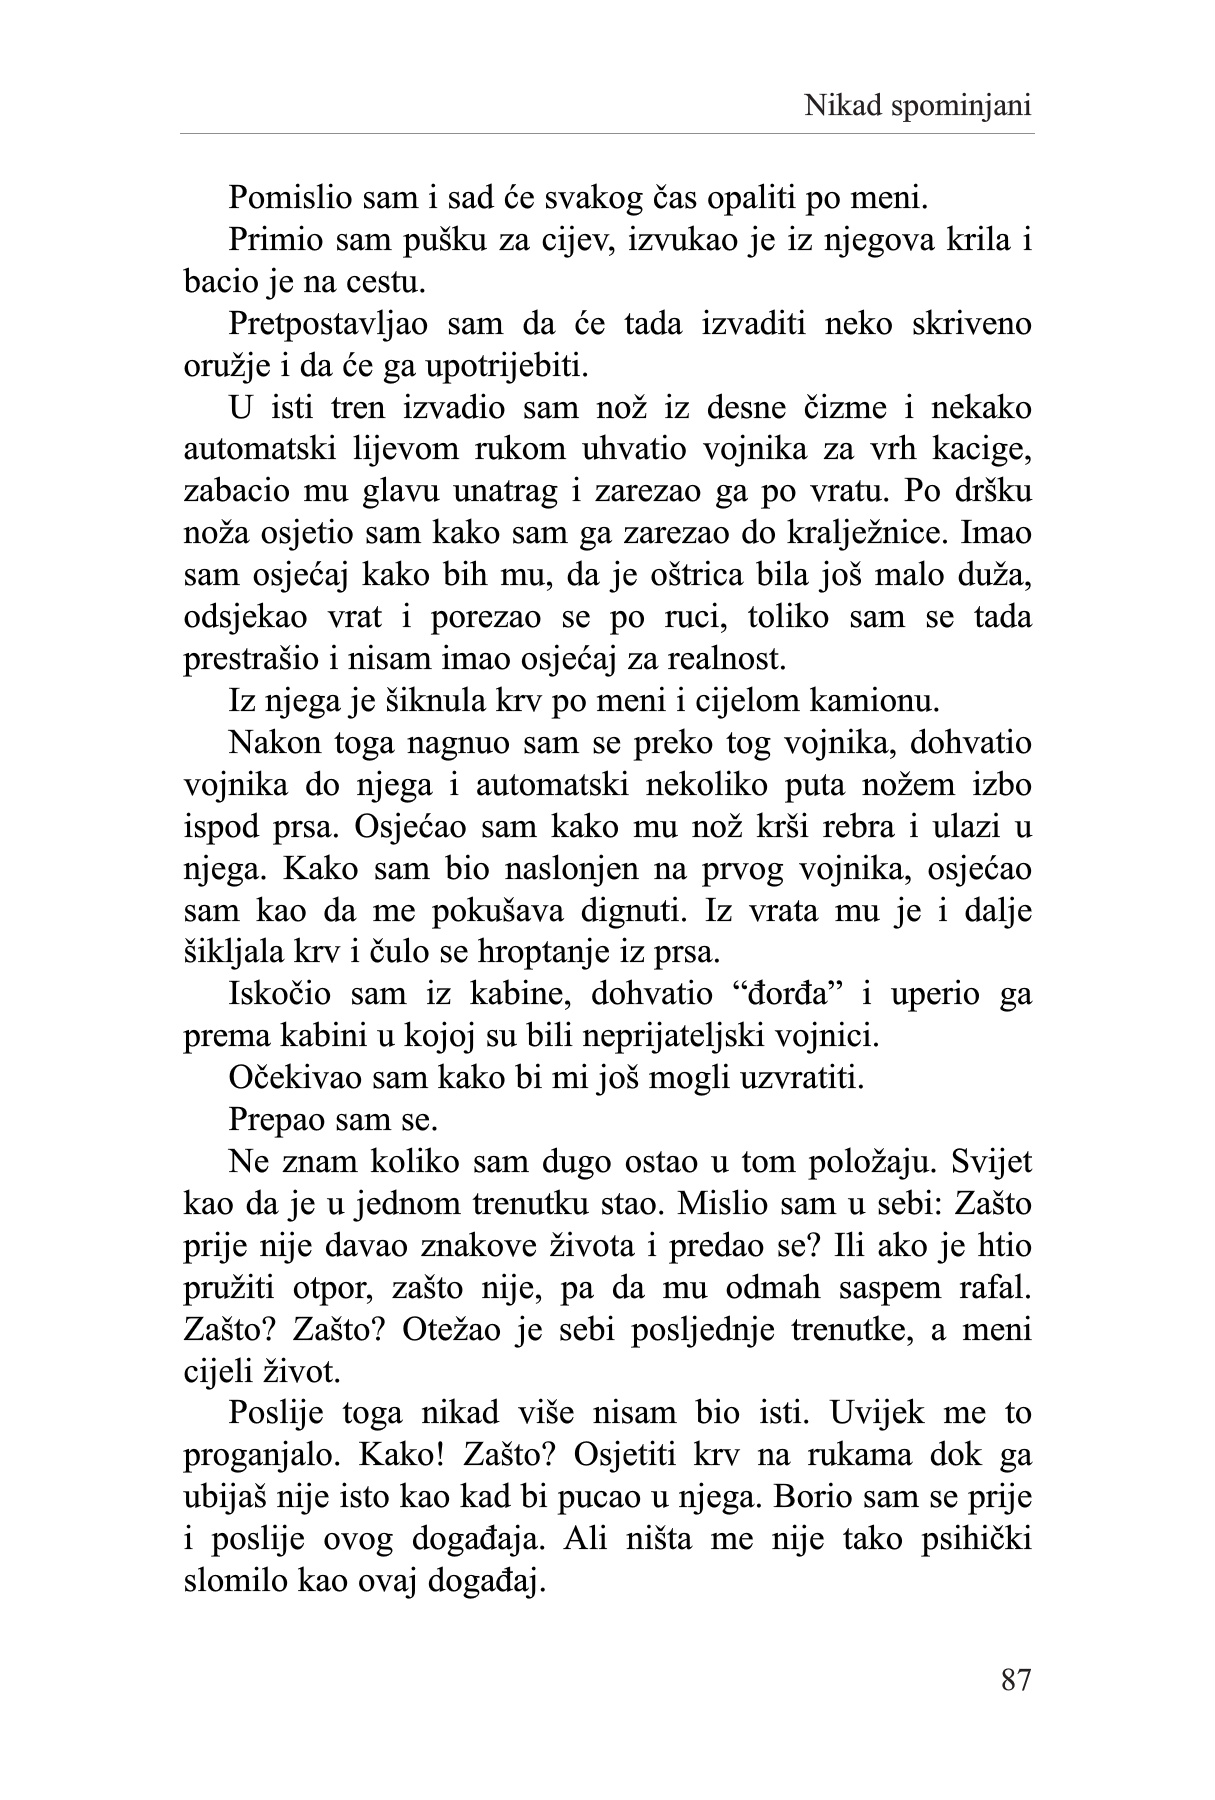 Nikad spominjani
Pomislio sam i sad će svakog čas opaliti po meni.
Primio sam pušku za cijev, izvukao je iz njegova krila i
bacio je na cestu.
Pretpostavljao sam da će tada izvaditi neko skriveno
oružje i da će ga upotrijebiti.
U isti tren izvadio sam nož iz desne čizme i nekako
automatski lijevom rukom uhvatio vojnika za vrh kacige,
zabacio mu glavu unatrag i zarezao ga po vratu. Po dršku
noža osjetio sam kako sam ga zarezao do kralježnice. Imao
sam osjećaj kako bih mu, da je oštrica bila još malo duža,
odsjekao vrat i porezao se po ruci, toliko sam se tada
prestrašio i nisam imao osjećaj za realnost.
Iz njega je šiknula krv po meni i cijelom kamionu.
Nakon toga nagnuo sam se preko tog vojnika, dohvatio
vojnika do njega i automatski nekoliko puta nožem izbo
ispod prsa. Osjećao sam kako mu nož krši rebra i ulazi u
njega. Kako sam bio naslonjen na prvog vojnika, osjećao
sam kao da me pokušava dignuti. Iz vrata mu je i dalje
šikljala krv i čulo se hroptanje iz prsa.
Iskočio sam iz kabine, dohvatio “đorđa” i uperio ga
prema kabini u kojoj su bili neprijateljski vojnici.
Očekivao sam kako bi mi još mogli uzvratiti.
Prepao sam se.
Ne znam koliko sam dugo ostao u tom položaju. Svijet
kao da je u jednom trenutku stao. Mislio sam u sebi: Zašto
prije nije davao znakove života i predao se? Ili ako je htio
pružiti otpor, zašto nije, pa da mu odmah saspem rafal.
Zašto? Zašto? Otežao je sebi posljednje trenutke, a meni
cijeli život.
Poslije toga nikad više nisam bio isti. Uvijek me to
proganjalo. Kako! Zašto? Osjetiti krv na rukama dok ga
ubijaš nije isto kao kad bi pucao u njega. Borio sam se prije
i poslije ovog događaja. Ali ništa me nije tako psihički
slomilo kao ovaj događaj.
87